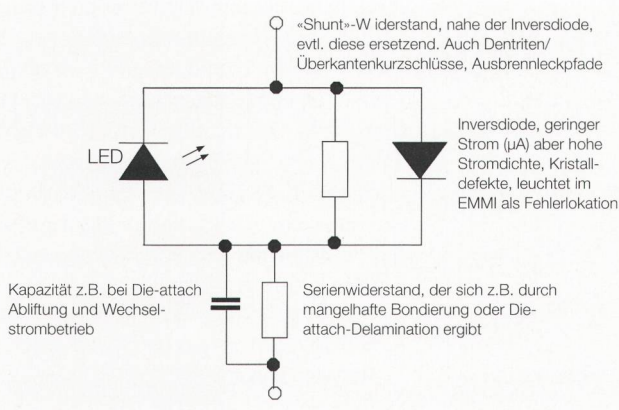 «Shunt»-W iderstand, nahe der Inversdiode,
evtl. diese ersetzend. Auch Dentriten/
Überkantenkurzschlüsse, Ausbrennleckpfade
LED
Inversdiode, geringer
Strom (µA) aber hohe
Stromdichte, Kristall-
defekte, leuchtet im
EMMI als Fehlerlokation
Kapazität z.B. bei Die-attach
Abliftung und Wechsel-
strombetrieb
Serienwiderstand, der sich z.B. durch
mangelhafte Bondierung oder Die-
attach-Delamination ergibt